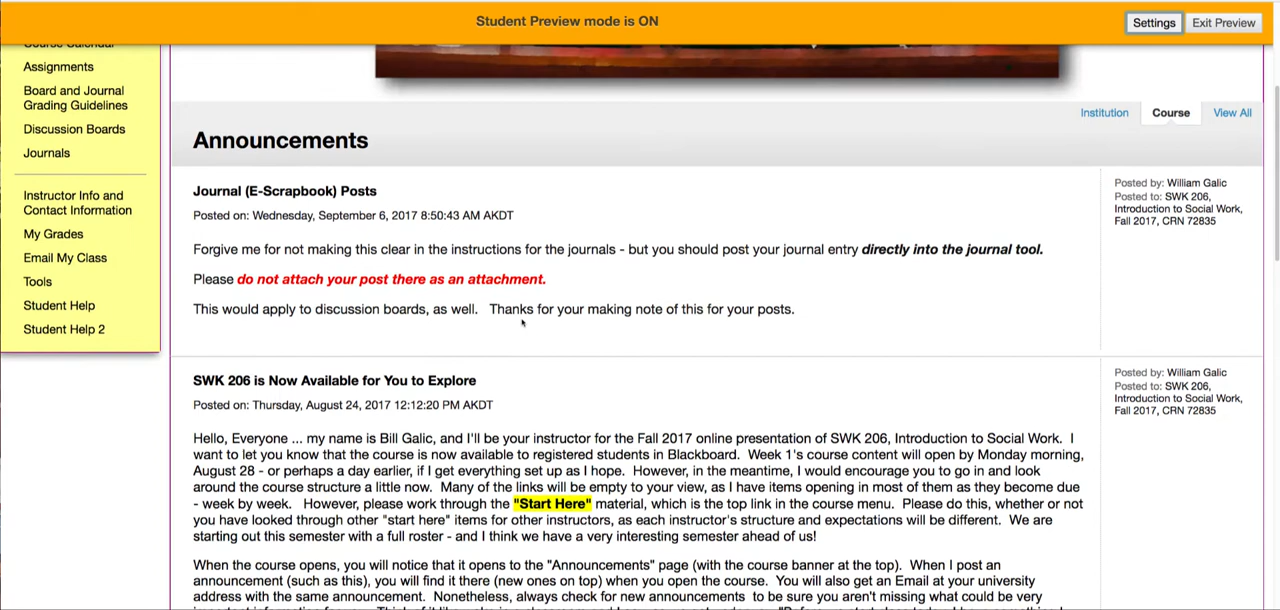 Student Preview mode is ON
Settings
Exit Preview
Course Calendar
Assignments
Board and Journal
Grading Guidelines
Discussion Boards
Journals
Instructor Info and
Contact Information
My Grades
Email My Class
Tools
Student Help
Student Help 2
Institution
Course
View All
Announcements
Journal (E-Scrapbook) Posts
Posted on: Wednesday, September 6, 2017 8:50:43 AM AKDT
Forgive me for not making this clear in the instructions for the journals - but you should post your journal entry directly into the journal tool.
Please do not attach your post there as an attachment.
This would apply to discussion boards, as well.   Thanks for your making note of this for your posts.
Posted by: William Galic
Posted to: SWK 206,
Introduction to Social Work,
Fall 2017, CRN 72835
SWK 206 is Now Available for You to Explore
Posted on: Thursday, August 24, 2017 12:12:20 PM AKDT
Hello, Everyone ... my name is Bill Galic, and I'll be your instructor for the Fall 2017 online presentation of SWK 206, Introduction to Social Work.  I
want to let you know that the course is now available to registered students in Blackboard.  Week 1's course content will open by Monday morning,
August 28 - or perhaps a day earlier, if I get everything set up as I hope.  However, in the meantime, I would encourage you to go in and look
around the course structure a little now.  Many of the links will be empty to your view, as I have items opening in most of them as they become due
- week by week.   However, please work through the "Start Here" material, which is the top link in the course menu.  Please do this, whether or not
you have looked through other "start here" items for other instructors, as each instructor's structure and expectations will be different.  We are
starting out this semester with a full roster - and I think we have a very interesting semester ahead of us!
When the course opens, you will notice that it opens to the "Announcements" page (with the course banner at the top).  When I post an
announcement (such as this), you will find it there (new ones on top) when you open the course.  You will also get an Email at your university
address with the same announcement.  Nonetheless, always check for new announcements  to be sure you aren't missing what could be very
Posted by: William Galic
Posted to: SWK 206,
Introduction to Social Work,
Fall 2017, CRN 72835